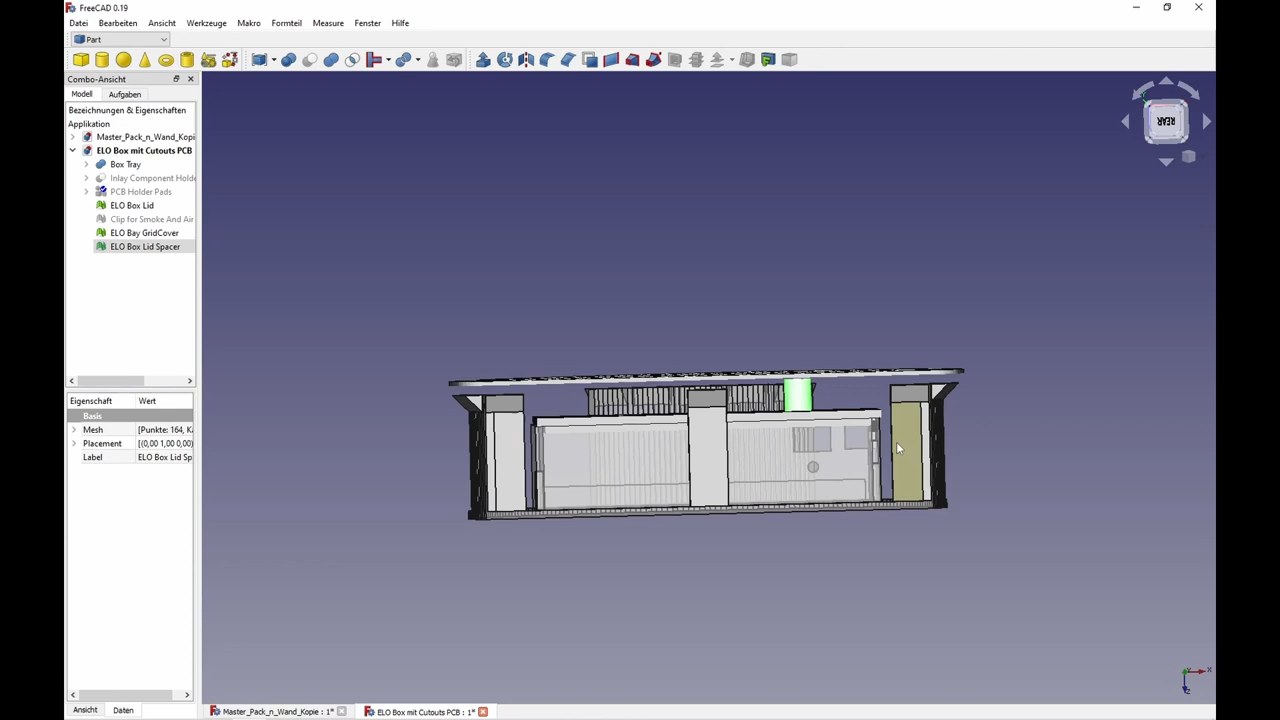 FreeCAD 0.19
Datei Bearbeiten Ansicht Werkzeuge Makro Formteil Measure Fenster Hilfe
Part
Combo-Ansicht
Modell Aufgaben
Bezeichnungen & Eigenschaften
Applikation
Master_Pack_n_Wand_Kopi
ELO Box mit Cutouts PCB
Box Tray
Inlay Component Holde
PCB Holder Pads
ELO Box Lid
Clip for Smoke And Air
ELO Bay GridCover
ELO Box Lid Spacer
REAR
Eigenschaft Wert
Basis
Mesh [Punkte: 164, K
Placement [(0,00 1,00 0,00)
Label ELO Box Lid Sp
Ansicht Daten
Master_Pack_n_Wand_Kopie : 1* ELO Box mit Cutouts PCB : 1*
X